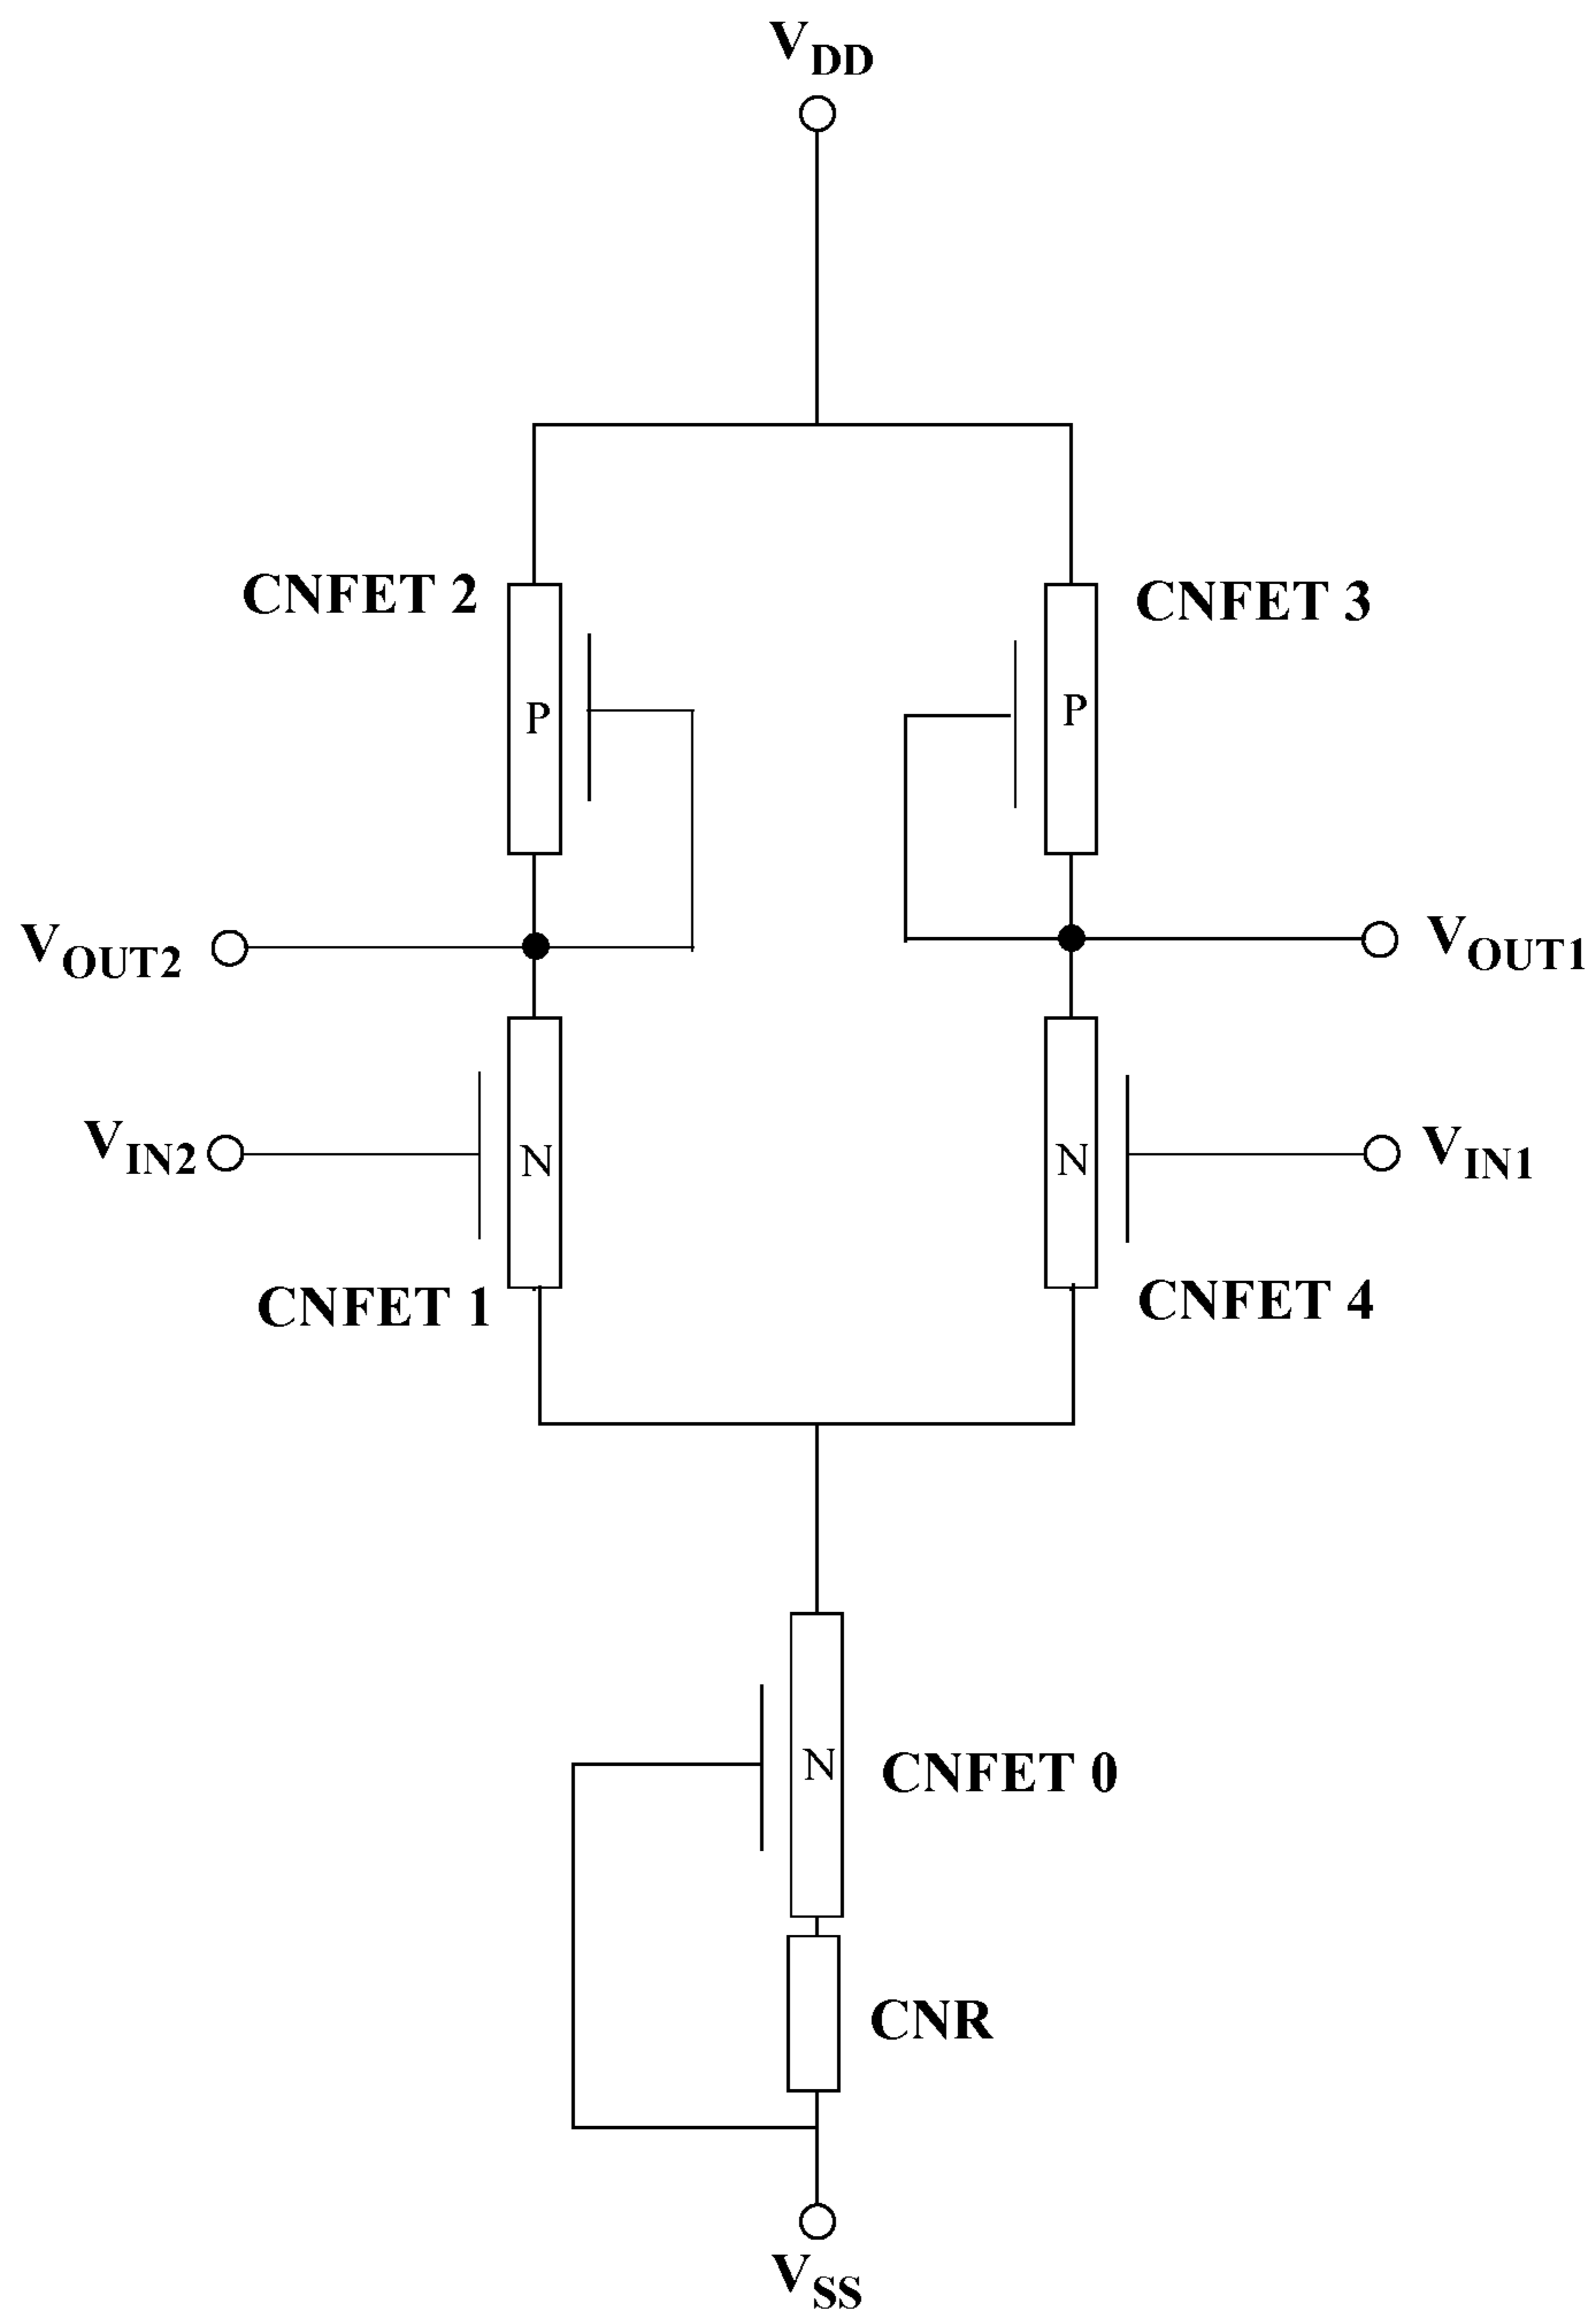 VDD
CNFET 2
CNFET 3
P
P
VOUT2
VOUT1
VIN2
N
N
VIN1
CNFET 1
CNFET 4
N
CNFET 0
CNR
VSS